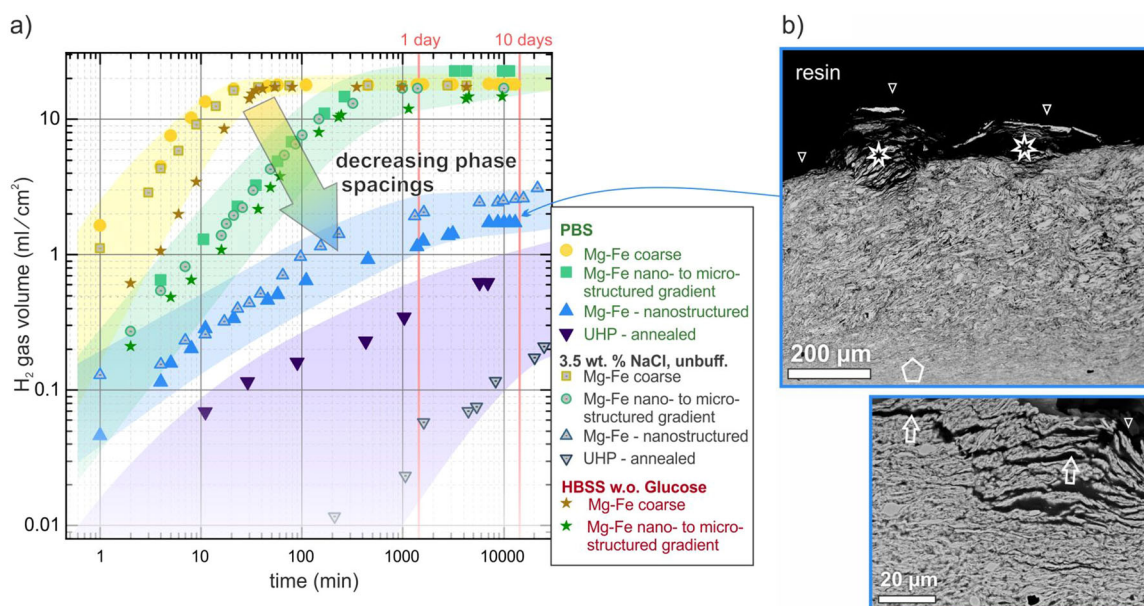 a)
1 day
10 days
10
1
0.1
0.01
H₂ gas volume (ml/cm²)
decreasing phase
spacings
1
10
100
1000
10000
time (min)
PBS
Mg-Fe coarse
Mg-Fe nano- to micro-
structured gradient
Mg-Fe - nanostructured
UHP - annealed
3.5 wt. % NaCl, unbuff.
Mg-Fe coarse
Mg-Fe nano- to micro-
structured gradient
Mg-Fe - nanostructured
UHP - annealed
HBSS w.o. Glucose
Mg-Fe coarse
Mg-Fe nano- to micro-
structured gradient
b)
resin
200 µm
20 µm